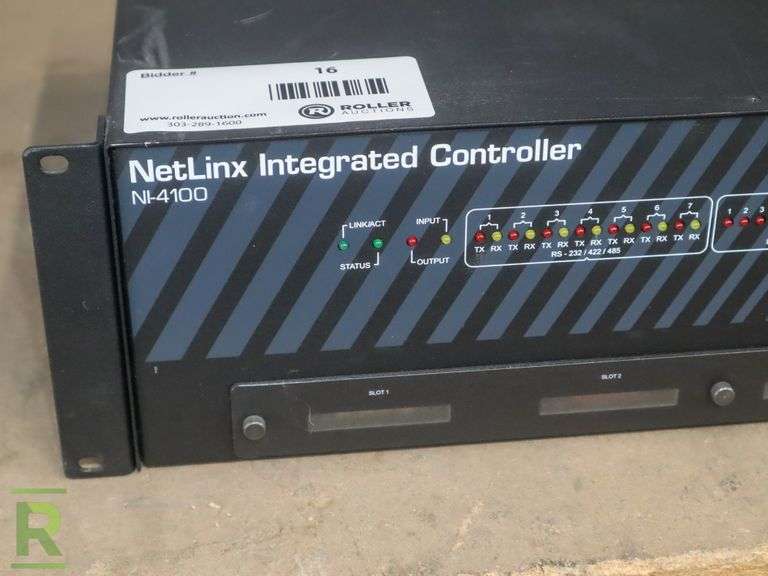 Bidder #
16
www.rollerauction.com
303-289-1600
R
ROLLER
AUCTIONS
NetLinx Integrated Controller
NI-4100
LINK/ACT
STATUS
INPUT
OUTPUT
1 2 3 4 5 6 7
TX RX TX RX TX RX TX RX TX RX TX RX TX RX
RS - 232 / 422 / 485
1 2 3
SLOT 1
SLOT 2
R